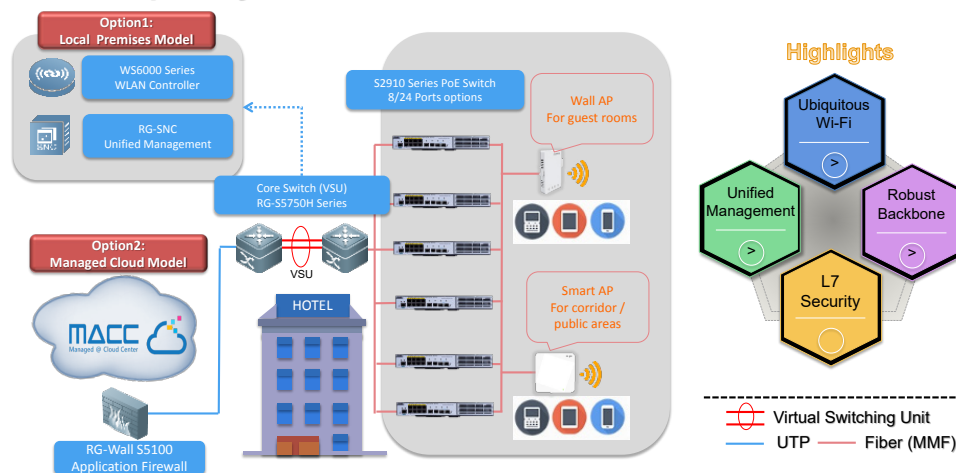 Option1:
Local Premises Model
WS6000 Series
WLAN Controller
RG-SNC
Unified Management
SNC
Core Switch (VSU)
RG-S5750H Series
VSU
Option2:
Managed Cloud Model
MACC
Managed @ Cloud Center
RG-Wall S5100
Application Firewall
HOTEL
S2910 Series PoE Switch
8/24 Ports options
Wall AP
For guest rooms
Smart AP
For corridor /
public areas
Highlights
Ubiquitous
Wi-Fi
>
Unified
Management
>
Robust
Backbone
>
L7
Security
Virtual Switching Unit
UTP
Fiber (MMF)